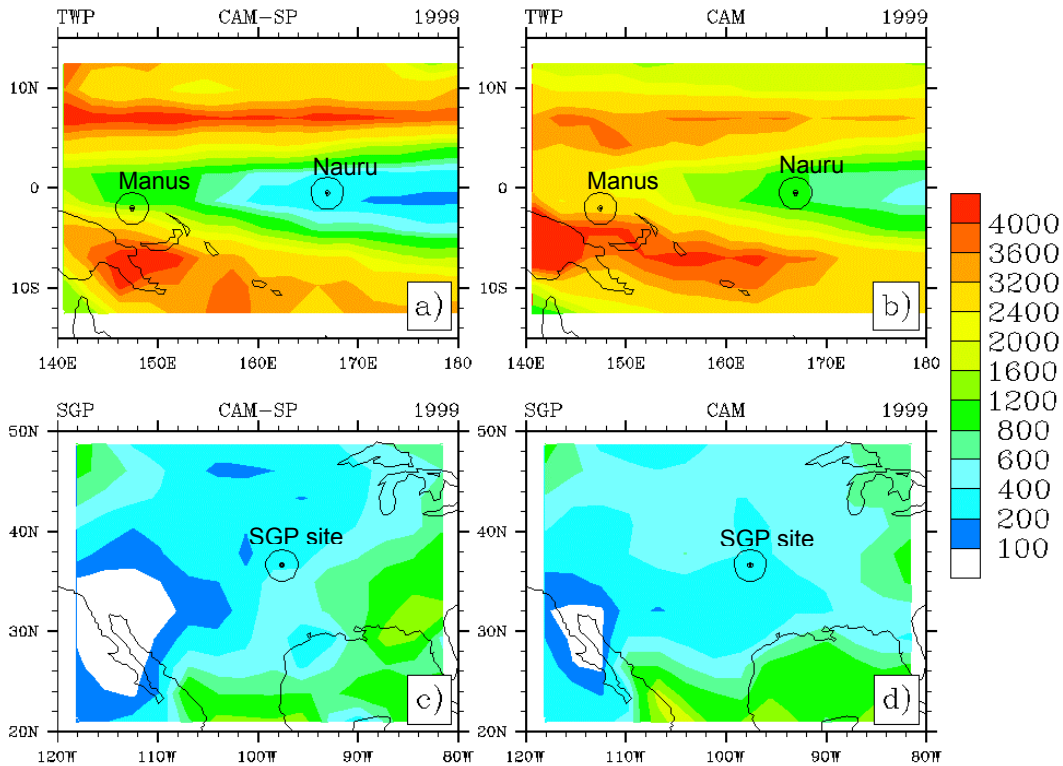 TWP CAM-SP 1999
10N
0
10S
Manus
Nauru
a)
140E 150E 160E 170E 180
TWP CAM 1999
10N
0
10S
Manus
Nauru
b)
140E 150E 160E 170E 180
SGP CAM-SP 1999
50N
40N
30N
20N
SGP site
c)
120W 110W 100W 90W 80W
SGP CAM 1999
50N
40N
30N
20N
SGP site
d)
120W 110W 100W 90W 80W
4000
3600
3200
2400
2000
1600
1200
800
600
400
200
100